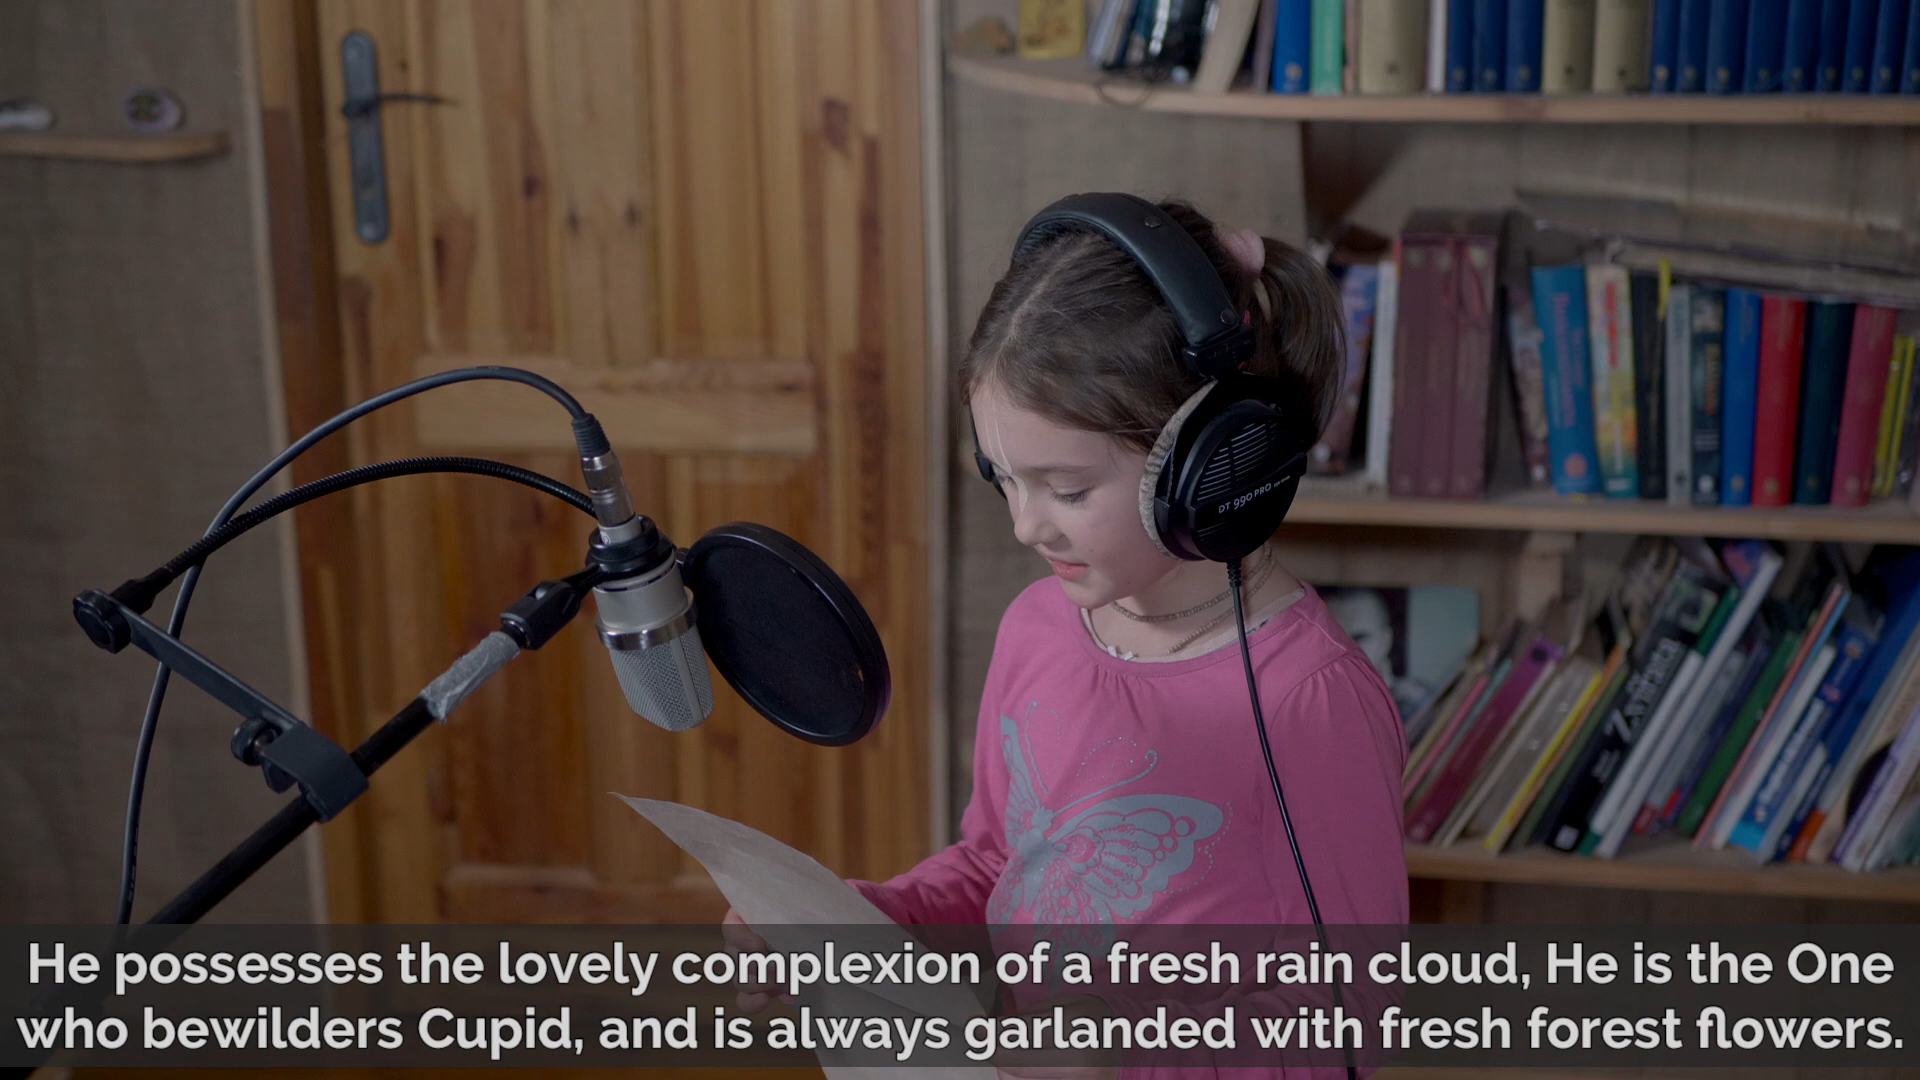 DT 990 PRO
He possesses the lovely complexion of a fresh rain cloud, He is the One
who bewilders Cupid, and is always garlanded with fresh forest flowers.